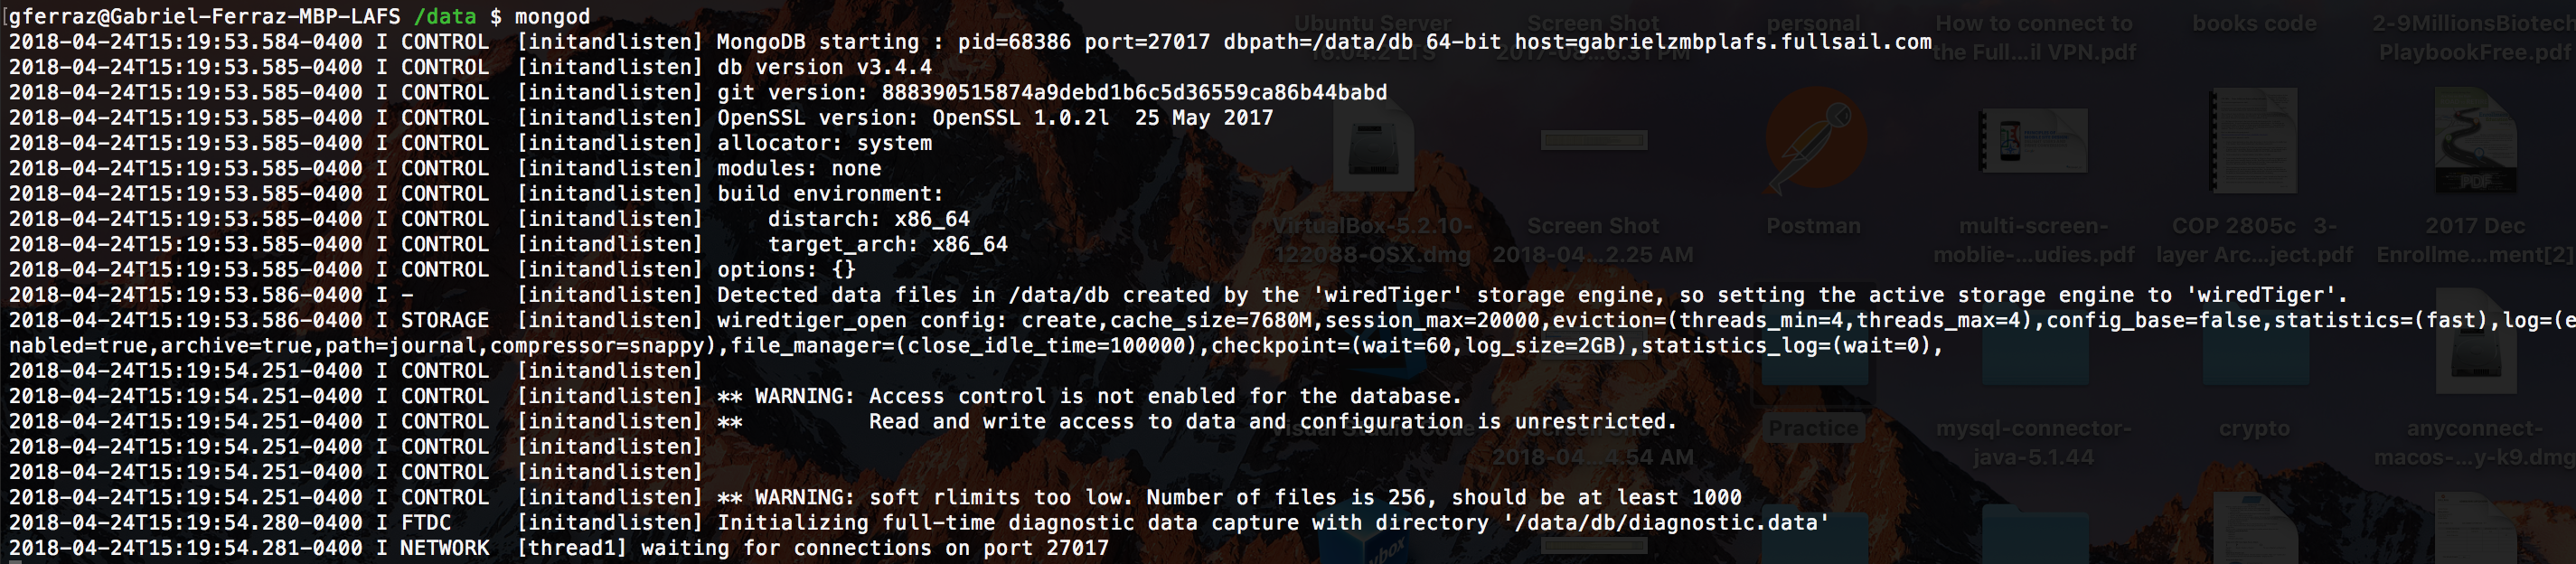 [gferraz@Gabriel-Ferraz-MBP-LAFS /data $ mongod
2018-04-24T15:19:53.584-0400 I CONTROL  [initandlisten] MongoDB starting : pid=68386 port=27017 dbpath=/data/db 64-bit host=gabrielzmbplafs.fullsail.com
2018-04-24T15:19:53.585-0400 I CONTROL  [initandlisten] db version v3.4.4
2018-04-24T15:19:53.585-0400 I CONTROL  [initandlisten] git version: 888390515874a9debd1b6c5d36559ca86b44babd
2018-04-24T15:19:53.585-0400 I CONTROL  [initandlisten] OpenSSL version: OpenSSL 1.0.2l  25 May 2017
2018-04-24T15:19:53.585-0400 I CONTROL  [initandlisten] allocator: system
2018-04-24T15:19:53.585-0400 I CONTROL  [initandlisten] modules: none
2018-04-24T15:19:53.585-0400 I CONTROL  [initandlisten] build environment:
2018-04-24T15:19:53.585-0400 I CONTROL  [initandlisten]     distarch: x86_64
2018-04-24T15:19:53.585-0400 I CONTROL  [initandlisten]     target_arch: x86_64
2018-04-24T15:19:53.585-0400 I CONTROL  [initandlisten] options: {}
2018-04-24T15:19:53.586-0400 I -        [initandlisten] Detected data files in /data/db created by the 'wiredTiger' storage engine, so setting the active storage engine to 'wiredTiger'.
2018-04-24T15:19:53.586-0400 I STORAGE  [initandlisten] wiredtiger_open config: create,cache_size=7680M,session_max=20000,eviction=(threads_min=4,threads_max=4),config_base=false,statistics=(fast),log=(e
nabled=true,archive=true,path=journal,compressor=snappy),file_manager=(close_idle_time=100000),checkpoint=(wait=60,log_size=2GB),statistics_log=(wait=0),
2018-04-24T15:19:54.251-0400 I CONTROL  [initandlisten]
2018-04-24T15:19:54.251-0400 I CONTROL  [initandlisten] ** WARNING: Access control is not enabled for the database.
2018-04-24T15:19:54.251-0400 I CONTROL  [initandlisten] **          Read and write access to data and configuration is unrestricted.
2018-04-24T15:19:54.251-0400 I CONTROL  [initandlisten]
2018-04-24T15:19:54.251-0400 I CONTROL  [initandlisten]
2018-04-24T15:19:54.251-0400 I CONTROL  [initandlisten] ** WARNING: soft rlimits too low. Number of files is 256, should be at least 1000
2018-04-24T15:19:54.280-0400 I FTDC     [initandlisten] Initializing full-time diagnostic data capture with directory '/data/db/diagnostic.data'
2018-04-24T15:19:54.281-0400 I NETWORK  [thread1] waiting for connections on port 27017
Ubuntu Server
Screen Shot
personal
How to connect to
the Full...il VPN.pdf
books code
2-9MillionsBiotech
PlaybookFree.pdf
VirtualBox-5.2.10-
122088-OSX.dmg
Screen Shot
2018-04...2.25 AM
Postman
multi-screen-
moblie-...udies.pdf
COP 2805c   3-
layer Arc...ject.pdf
2017 Dec
Enrollme...ment[2]
PDF
Visual Studio Code
Screen Shot
2018-04...4.54 AM
Practice
mysql-connector-
java-5.1.44
crypto
anyconnect-
macos-...y-k9.dmg